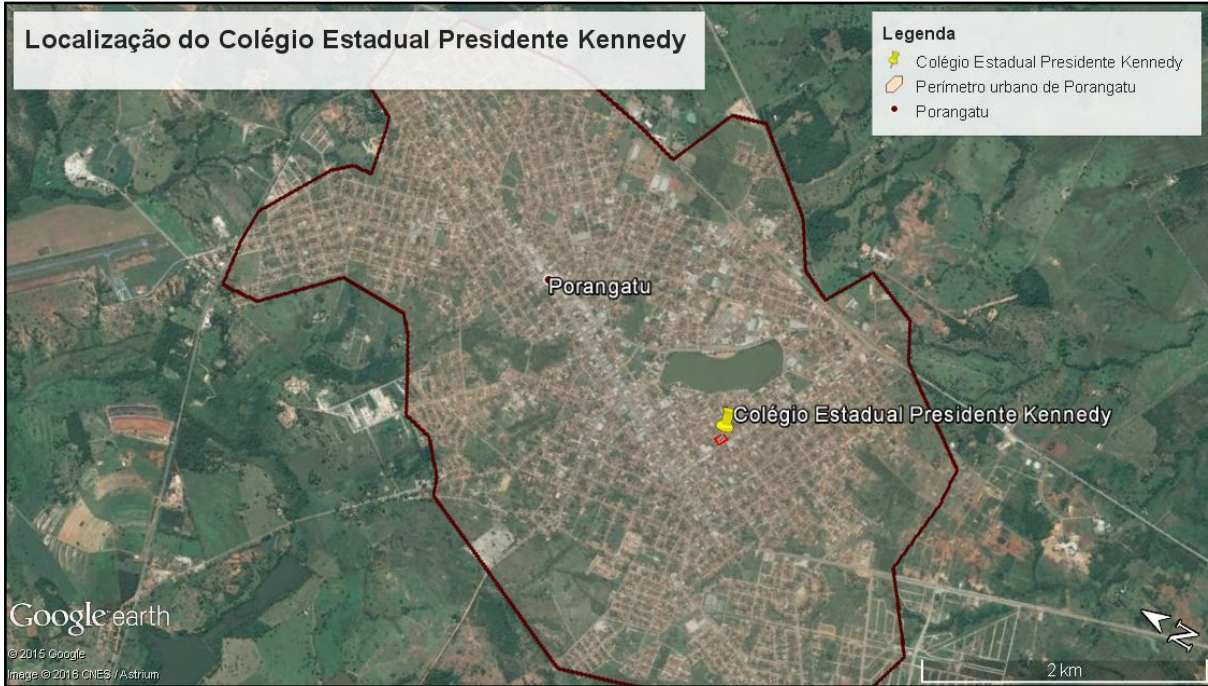 Localização do Colégio Estadual Presidente Kennedy
Legenda
Colégio Estadual Presidente Kennedy
Perímetro urbano de Porangatu
Porangatu
Porangatu
Colégio Estadual Presidente Kennedy
Google earth
© 2015 Google
Image © 2016 CNES / Astrium
N
2 km